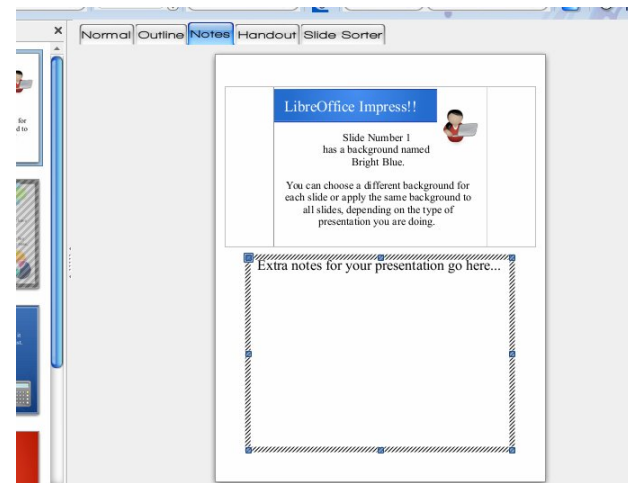 Normal Outline Notes Handout Slide Sorter
LibreOffice Impress!!
Slide Number 1
has a background named
Bright Blue.
You can choose a different background for
each slide or apply the same background to
all slides, depending on the type of
presentation you are doing.
Extra notes for your presentation go here...
for
d to